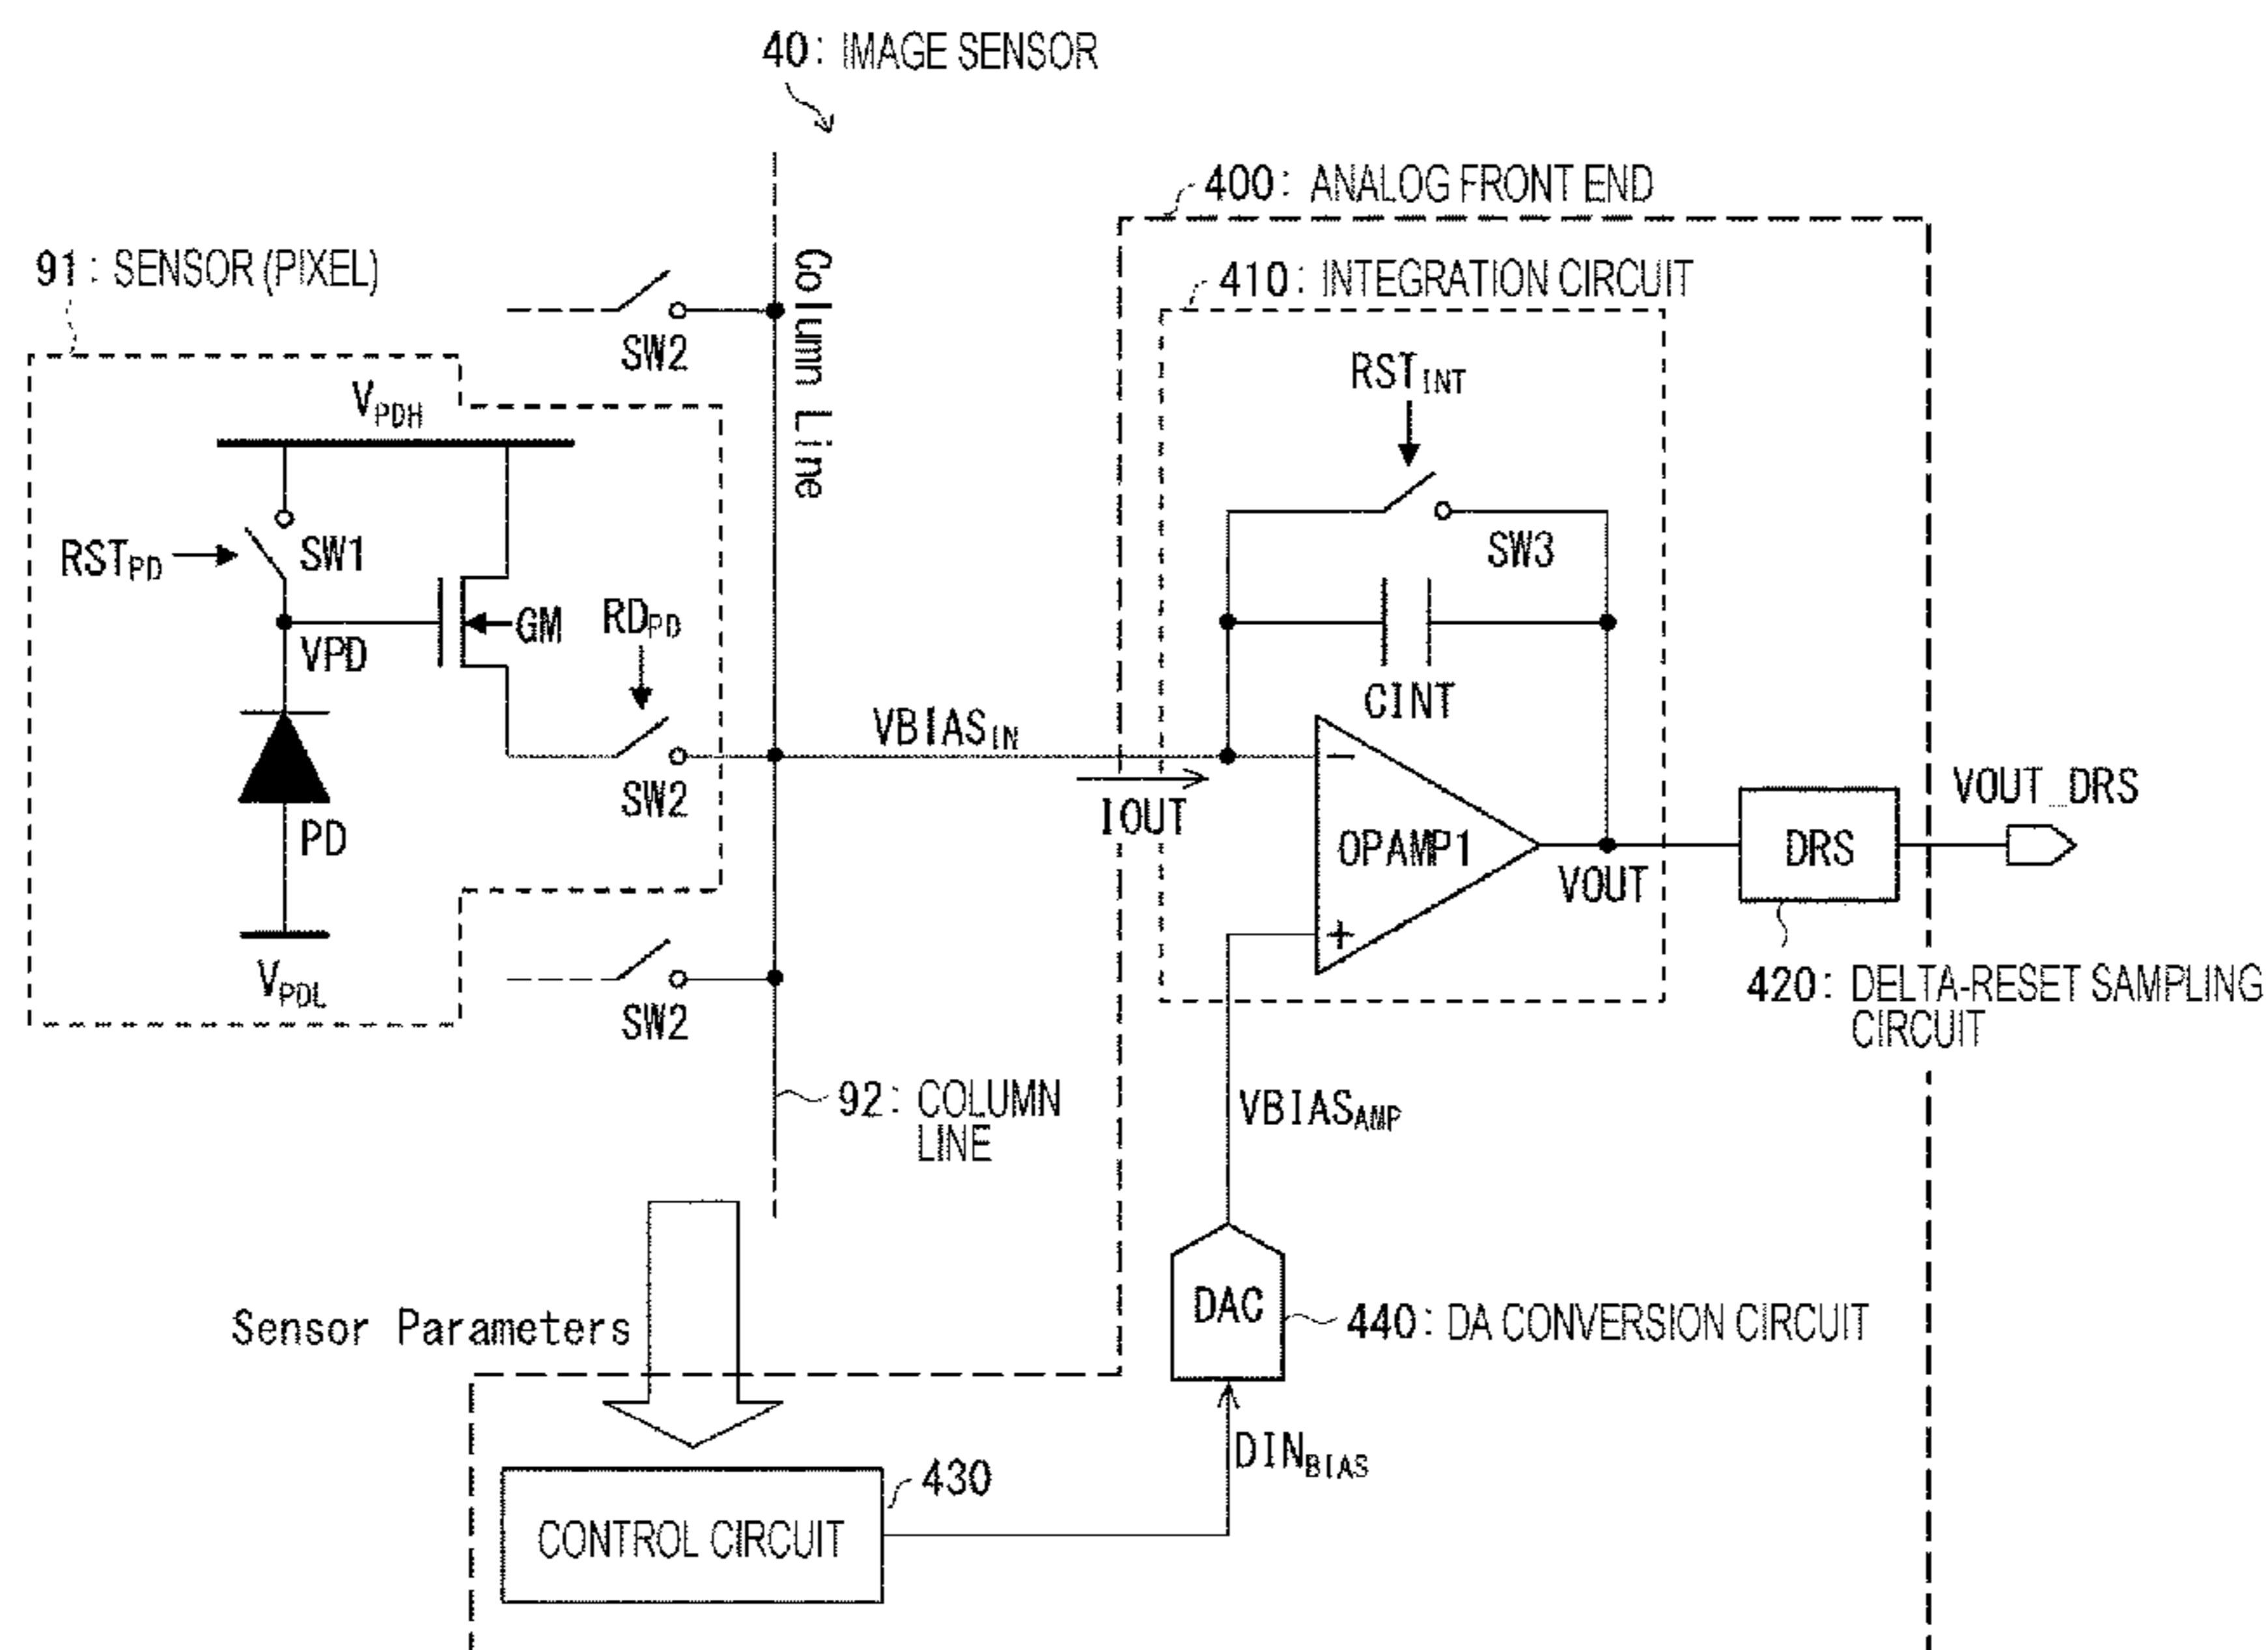 40: IMAGE SENSOR
400: ANALOG FRONT END
91: SENSOR (PIXEL)
410: INTEGRATION CIRCUIT
Column Line
SW2
RSTINT
VPDH
SW3
RSTPD
SW1
GM
RDPD
VPD
CINT
VBIASIN
SW2
IOUT
PD
OPAMP1
VOUT
DRS
VOUT_DRS
VPDL
SW2
420: DELTA-RESET SAMPLING
CIRCUIT
92: COLUMN
LINE
VBIASAMP
Sensor Parameters
DAC
440: DA CONVERSION CIRCUIT
DINBIAS
430
CONTROL CIRCUIT